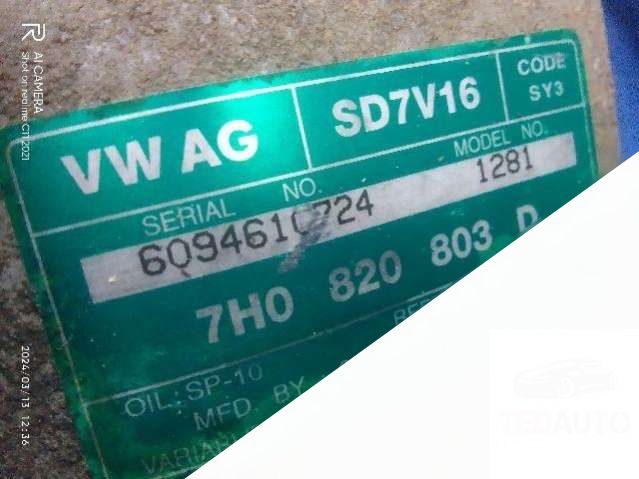 VW AG
SD7V16
CODE
SY3
SERIAL NO.
MODEL NO.
1281
7H0 820 803 D
OIL: SP-10
MFD. BY
AI CAMERA
Shot on realme C11 2021
2024/03/13 12:36
TEDAUTO